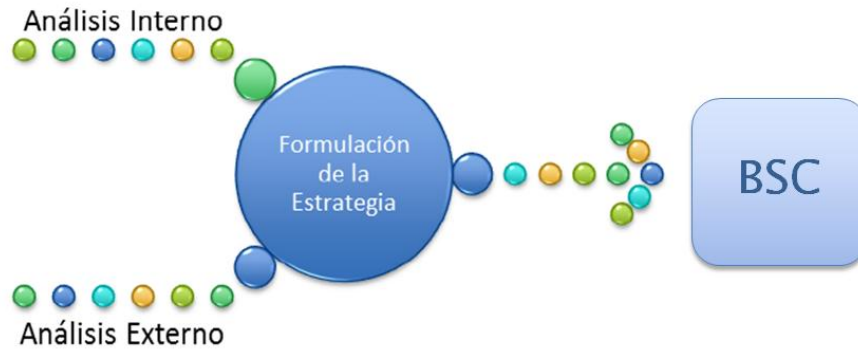 Análisis Interno
Formulación
de la
Estrategia
BSC
Análisis Externo